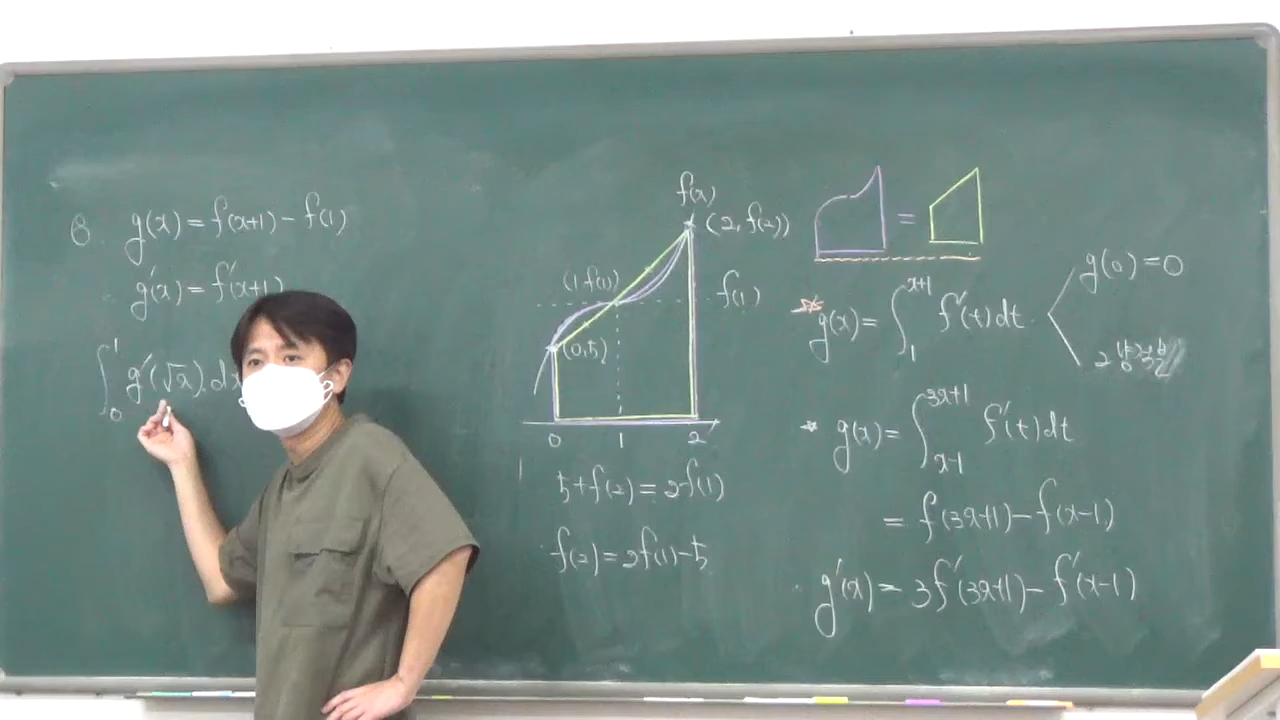 8. g(x) = f(x+1) - f(1)
g'(x) = f'(x+1)
∫₀¹ g'(√x) dx
f(x)
(2, f(2))
(1, f(1))
f(1)
(0, 5)
0 1 2
5+f(2) = 2f(1)
f(2) = 2f(1) - 5
=
* g(x) = ∫₁^{x+1} f'(t) dt
g(0) = 0
* g(x) = ∫_{x-1}^{3x+1} f'(t) dt
= f(3x+1) - f(x-1)
g'(x) = 3f'(3x+1) - f'(x-1)